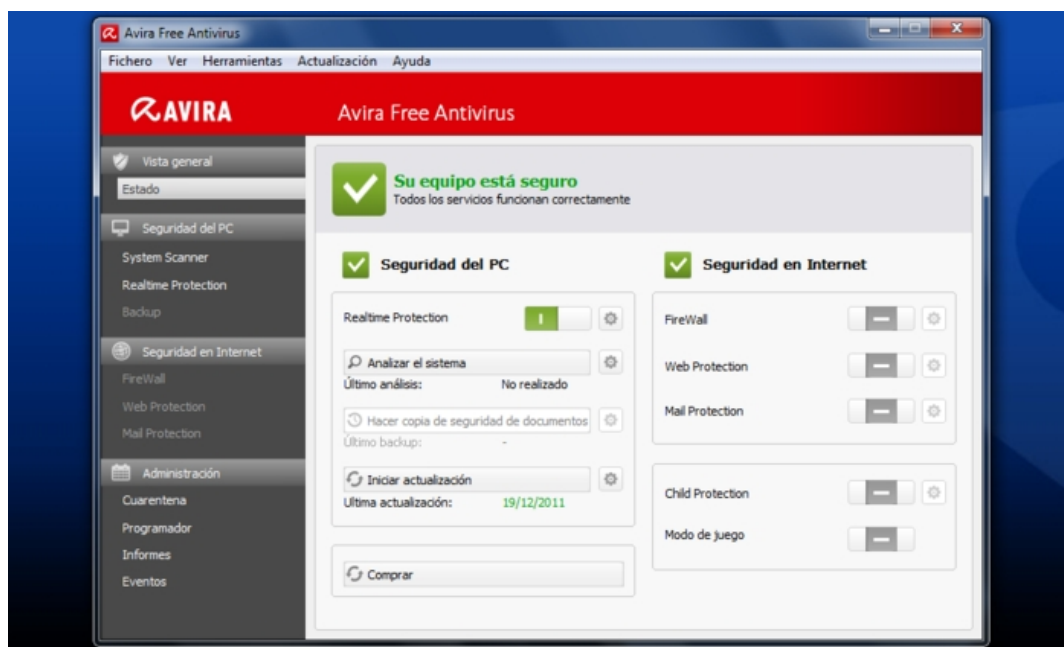 Avira Free Antivirus
Fichero Ver Herramientas Actualización Ayuda
AVIRA
Avira Free Antivirus
Vista general
Estado
Seguridad del PC
System Scanner
Realtime Protection
Backup
Seguridad en Internet
FireWall
Web Protection
Mail Protection
Administración
Cuarentena
Programador
Informes
Eventos
Su equipo está seguro
Todos los servicios funcionan correctamente
Seguridad del PC
Realtime Protection
Analizar el sistema
Último análisis: No realizado
Hacer copia de seguridad de documentos
Último backup: -
Iniciar actualización
Ultima actualización: 19/12/2011
Comprar
Seguridad en Internet
FireWall
Web Protection
Mail Protection
Child Protection
Modo de juego